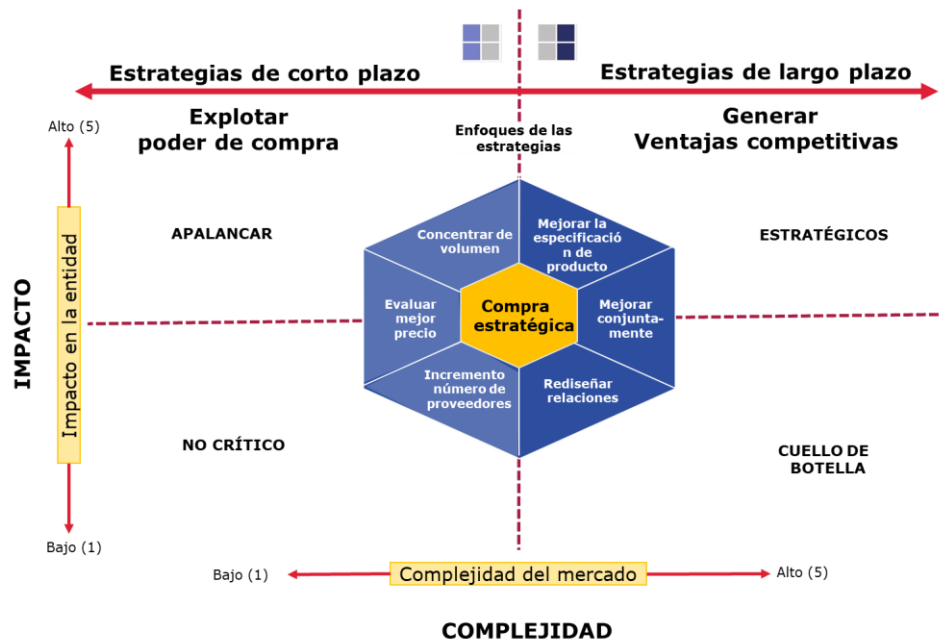 Estrategias de corto plazo
Estrategias de largo plazo
Explotar
poder de compra
Enfoques de las
estrategias
Generar
Ventajas competitivas
Alto (5)
APALANCAR
Concentrar de
volumen
Mejorar la
especificació
n de
producto
ESTRATÉGICOS
IMPACTO
Impacto en la entidad
Evaluar
mejor
precio
Compra
estratégica
Mejorar
conjunta-
mente
Incremento
número de
proveedores
Rediseñar
relaciones
NO CRÍTICO
CUELLO DE
BOTELLA
Bajo (1)
Bajo (1)
Complejidad del mercado
Alto (5)
COMPLEJIDAD